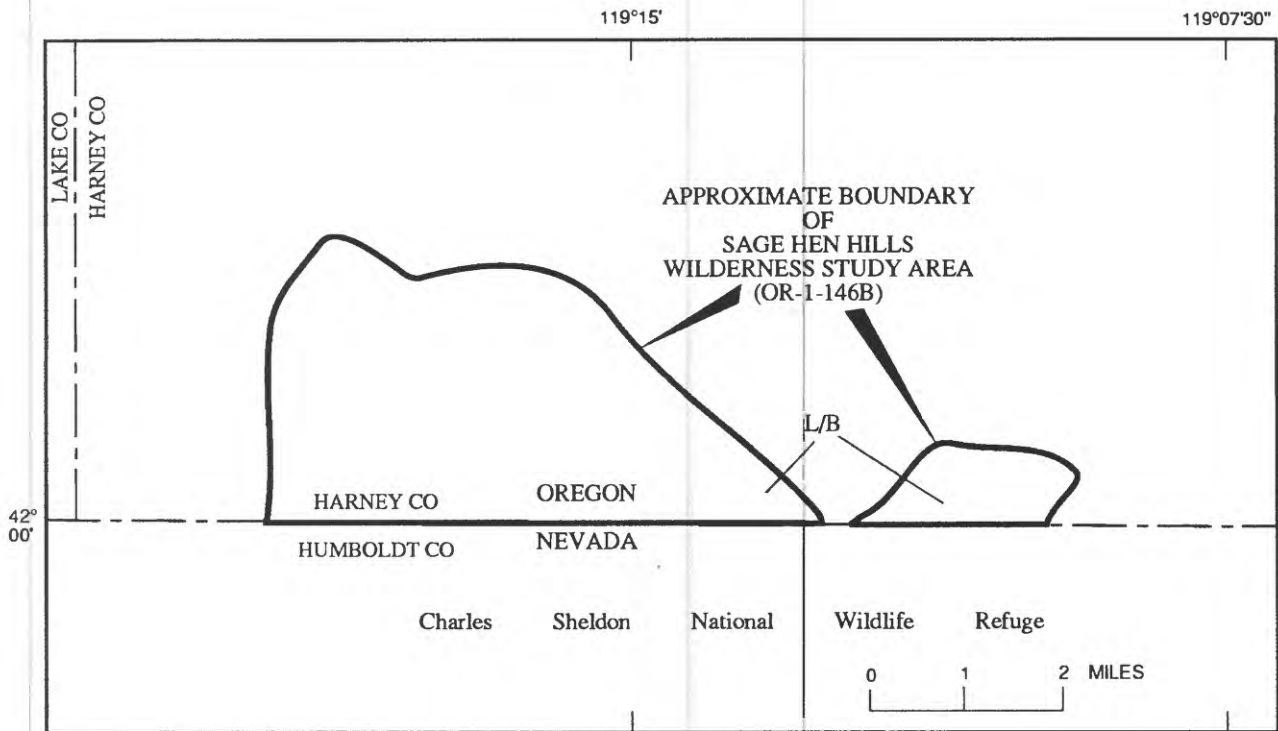 119°15'
119°07'30"
LAKE CO
HARNEY CO
APPROXIMATE BOUNDARY
OF
SAGE HEN HILLS
WILDERNESS STUDY AREA
(OR-1-146B)
L/B
HARNEY CO
OREGON
42°
00'
HUMBOLDT CO
NEVADA
Charles Sheldon National Wildlife Refuge
0 1 2 MILES